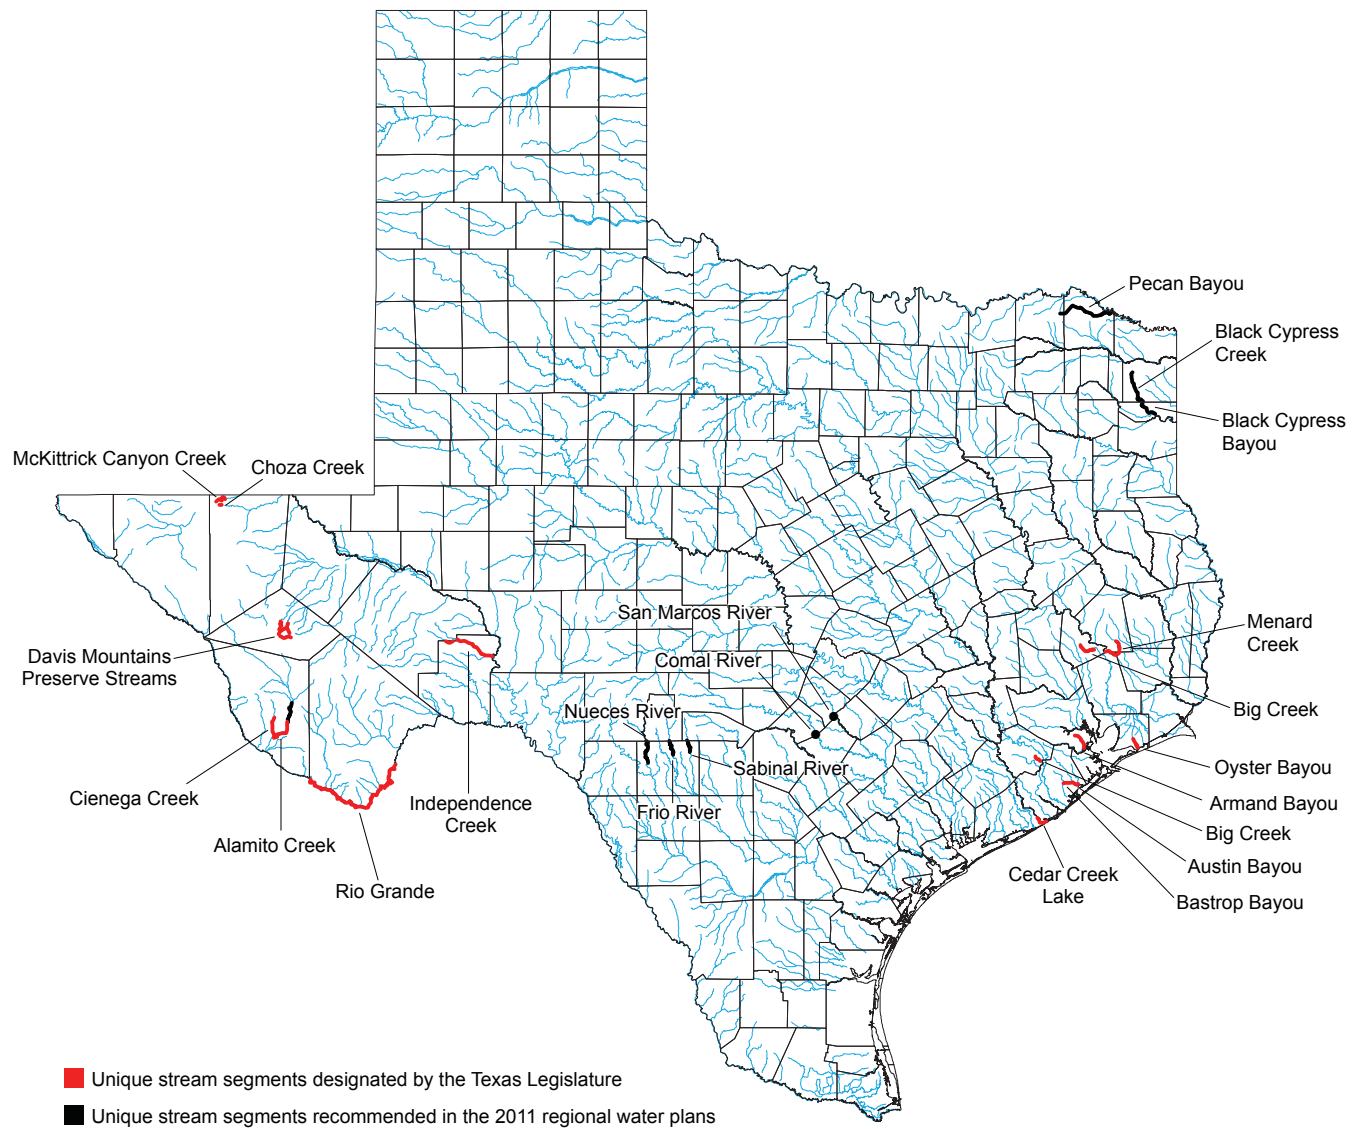 Pecan Bayou
Black Cypress
Creek
Black Cypress
Bayou
McKittrick Canyon Creek
Choza Creek
San Marcos River
Menard
Creek
Davis Mountains
Preserve Streams
Comal River
Nueces River
Big Creek
Sabinal River
Oyster Bayou
Cienega Creek
Independence
Creek
Armand Bayou
Frio River
Big Creek
Alamito Creek
Austin Bayou
Cedar Creek
Lake
Rio Grande
Bastrop Bayou
Unique stream segments designated by the Texas Legislature
Unique stream segments recommended in the 2011 regional water plans